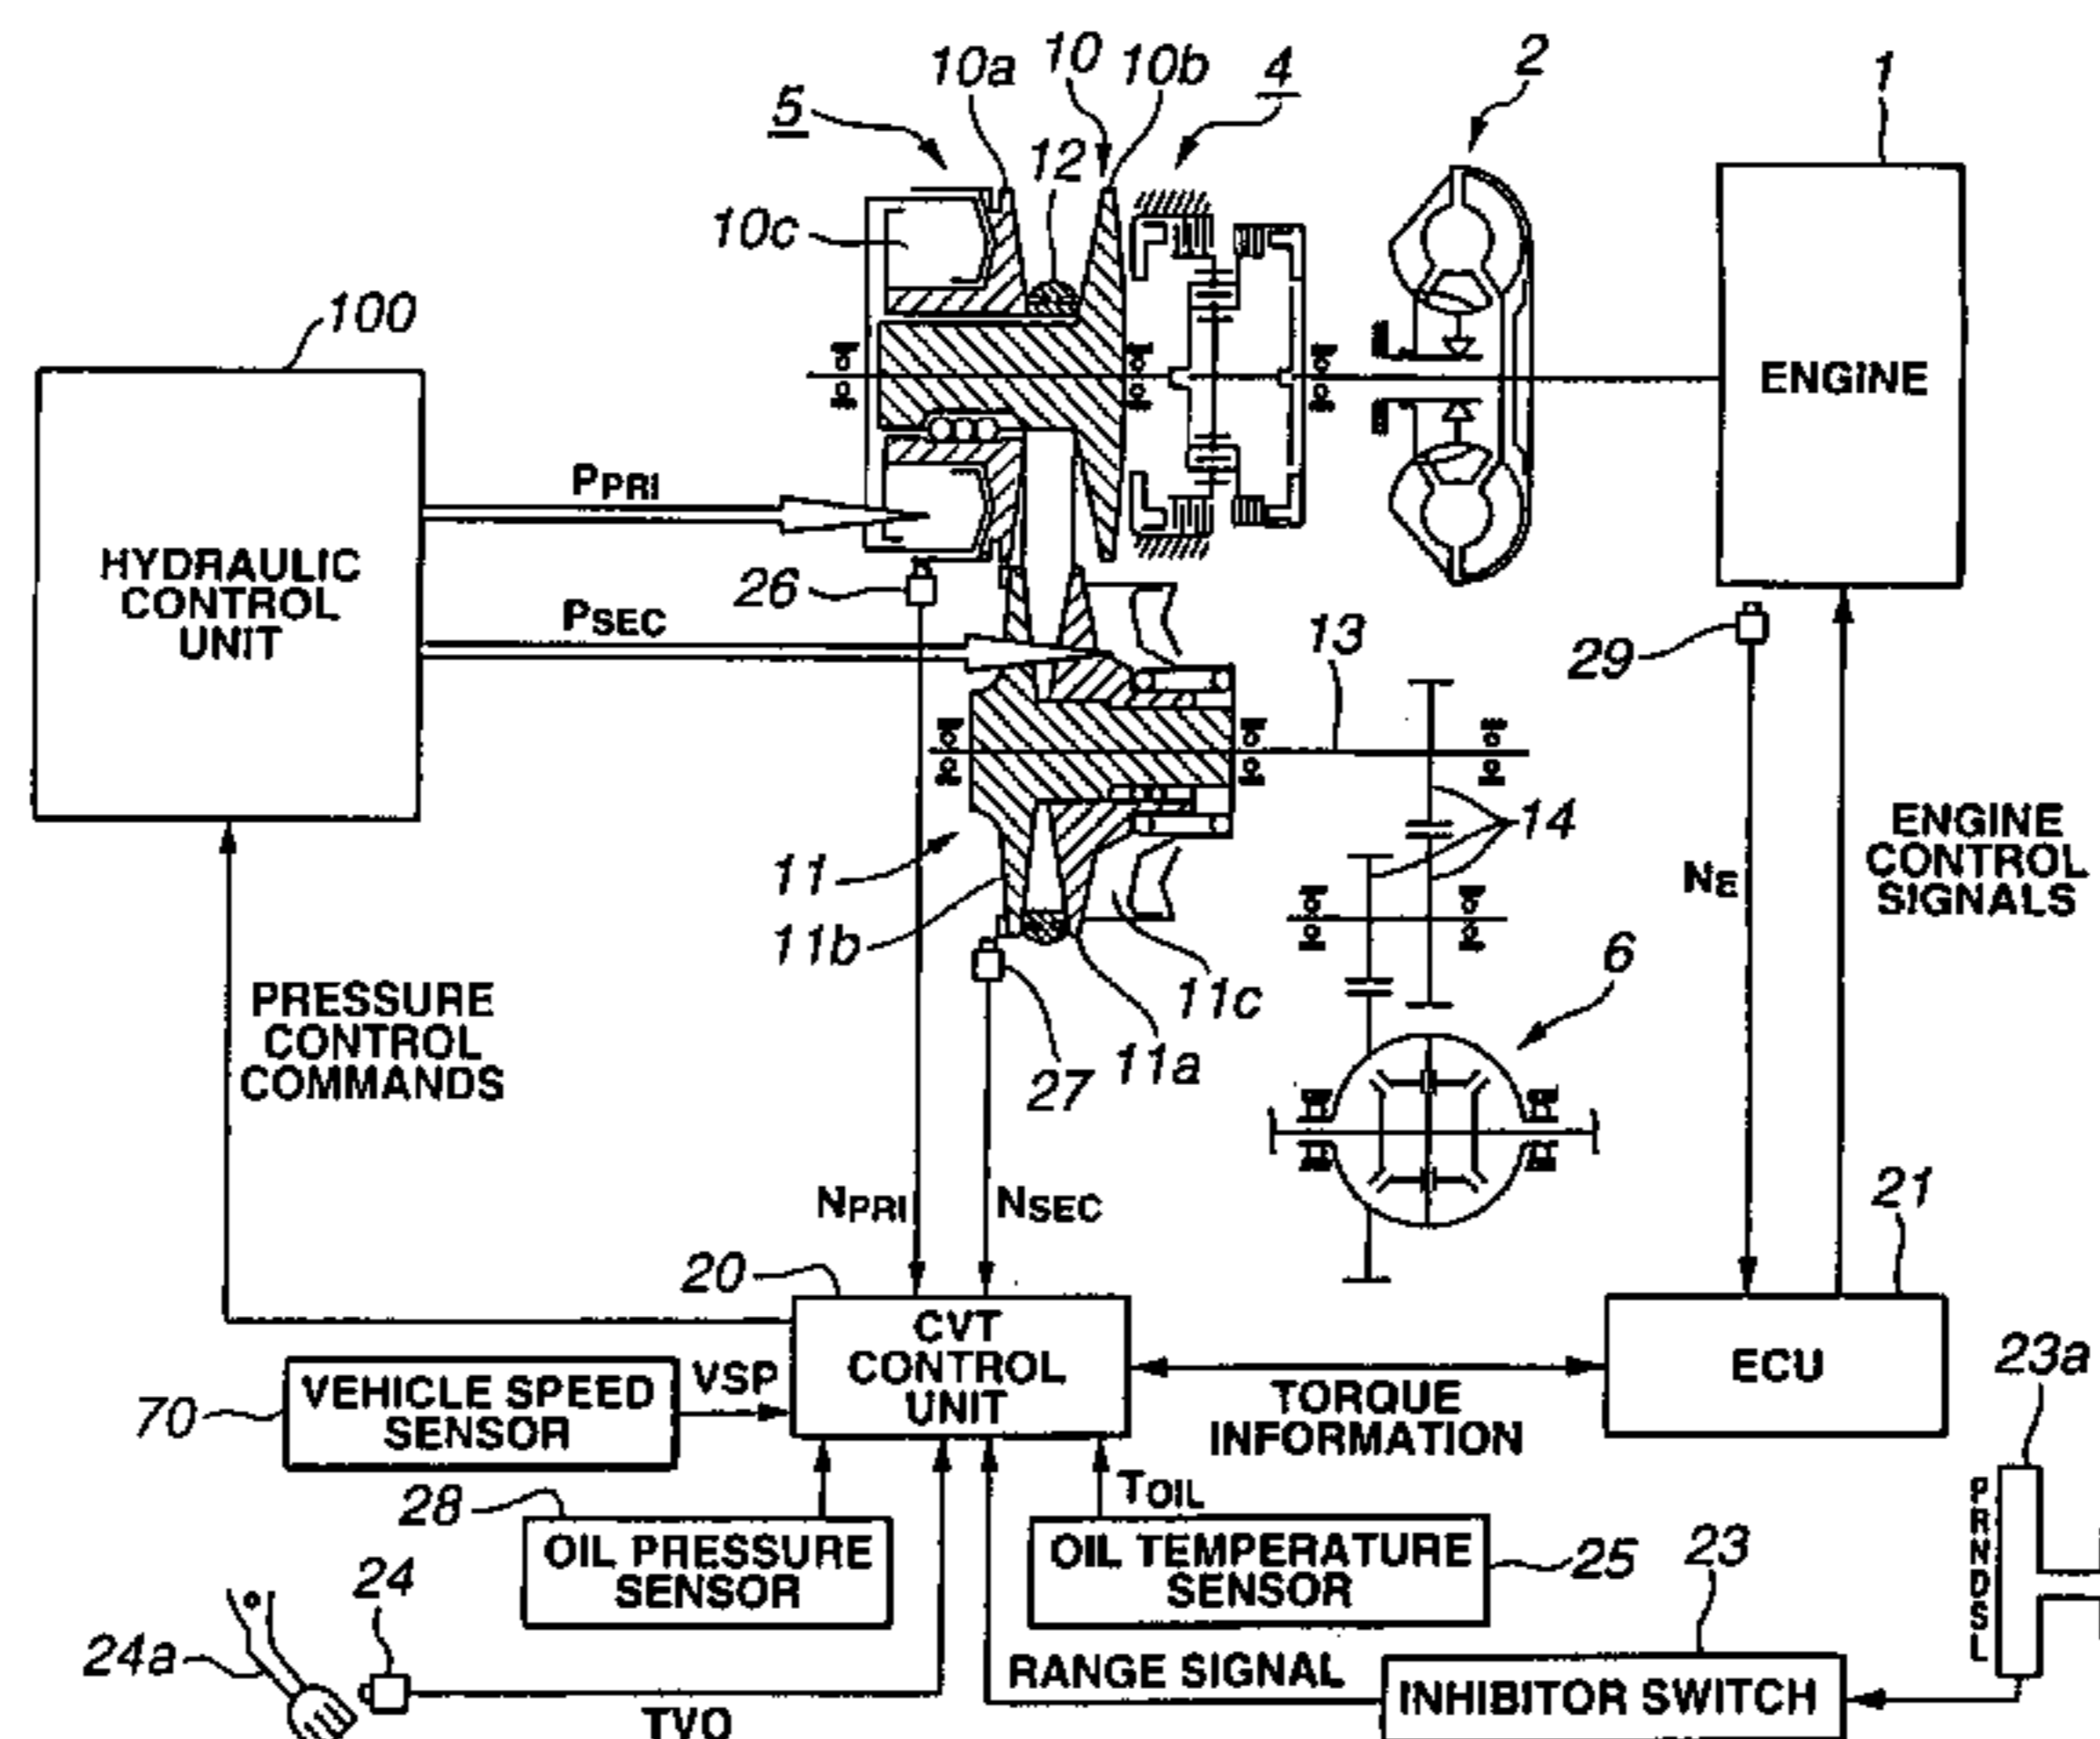 10a 10 10b 4 2 1
5
12
10c
100
ENGINE
PPRI
HYDRAULIC
CONTROL
UNIT
26
PSEC
13
29
14
ENGINE
CONTROL
SIGNALS
NE
11
11b
6
11c
PRESSURE
CONTROL
COMMANDS
11a
27
21
NPRI NSEC
20
CVT
CONTROL
UNIT
ECU
23a
VEHICLE SPEED
SENSOR
VSP
70
TORQUE
INFORMATION
28
TOIL
PRNDSL
OIL PRESSURE
SENSOR
OIL TEMPERATURE
SENSOR
25
23
24
24a
RANGE SIGNAL
INHIBITOR SWITCH
TVO